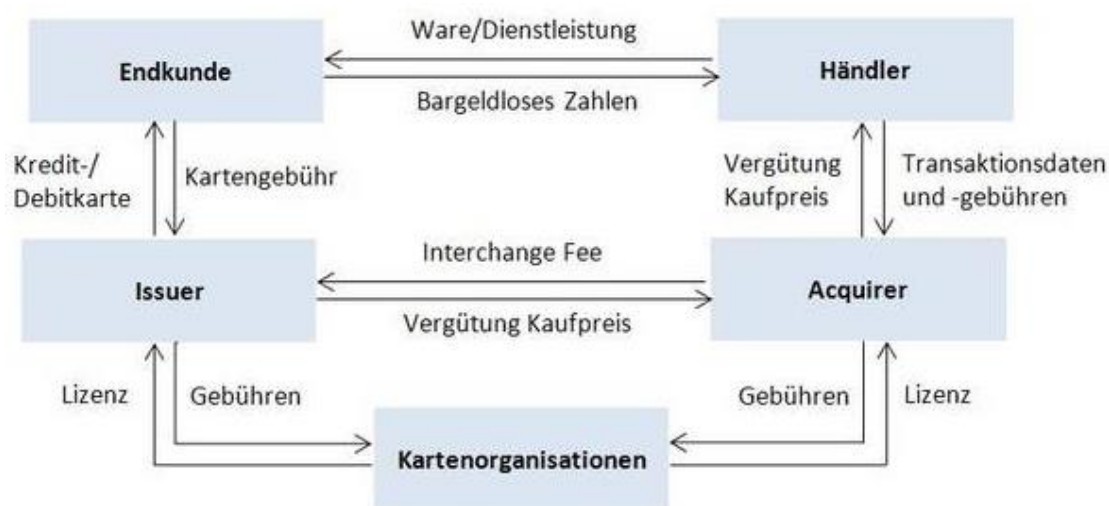 Ware/Dienstleistung
Endkunde
Händler
Bargeldloses Zahlen
Kredit-/
Debitkarte
Kartengebühr
Vergütung
Kaufpreis
Transaktionsdaten
und -gebühren
Interchange Fee
Issuer
Acquirer
Vergütung Kaufpreis
Lizenz
Gebühren
Gebühren
Lizenz
Kartenorganisationen